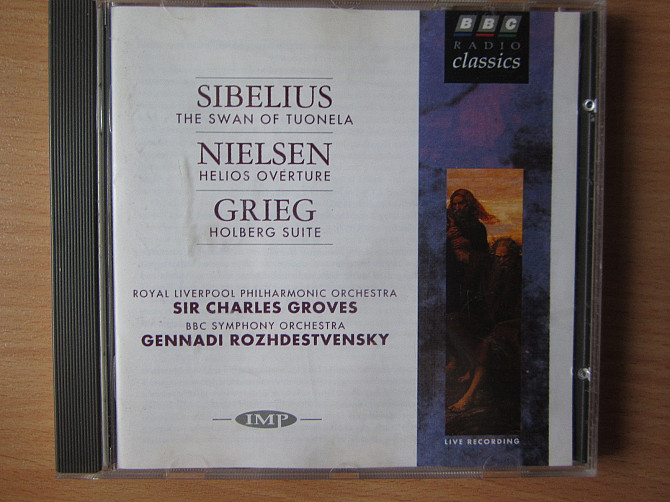 BBC
RADIO
classics
SIBELIUS
THE SWAN OF TUONELA
NIELSEN
HELIOS OVERTURE
GRIEG
HOLBERG SUITE
ROYAL LIVERPOOL PHILHARMONIC ORCHESTRA
SIR CHARLES GROVES
BBC SYMPHONY ORCHESTRA
GENNADI ROZHDESTVENSKY
IMP
LIVE RECORDING